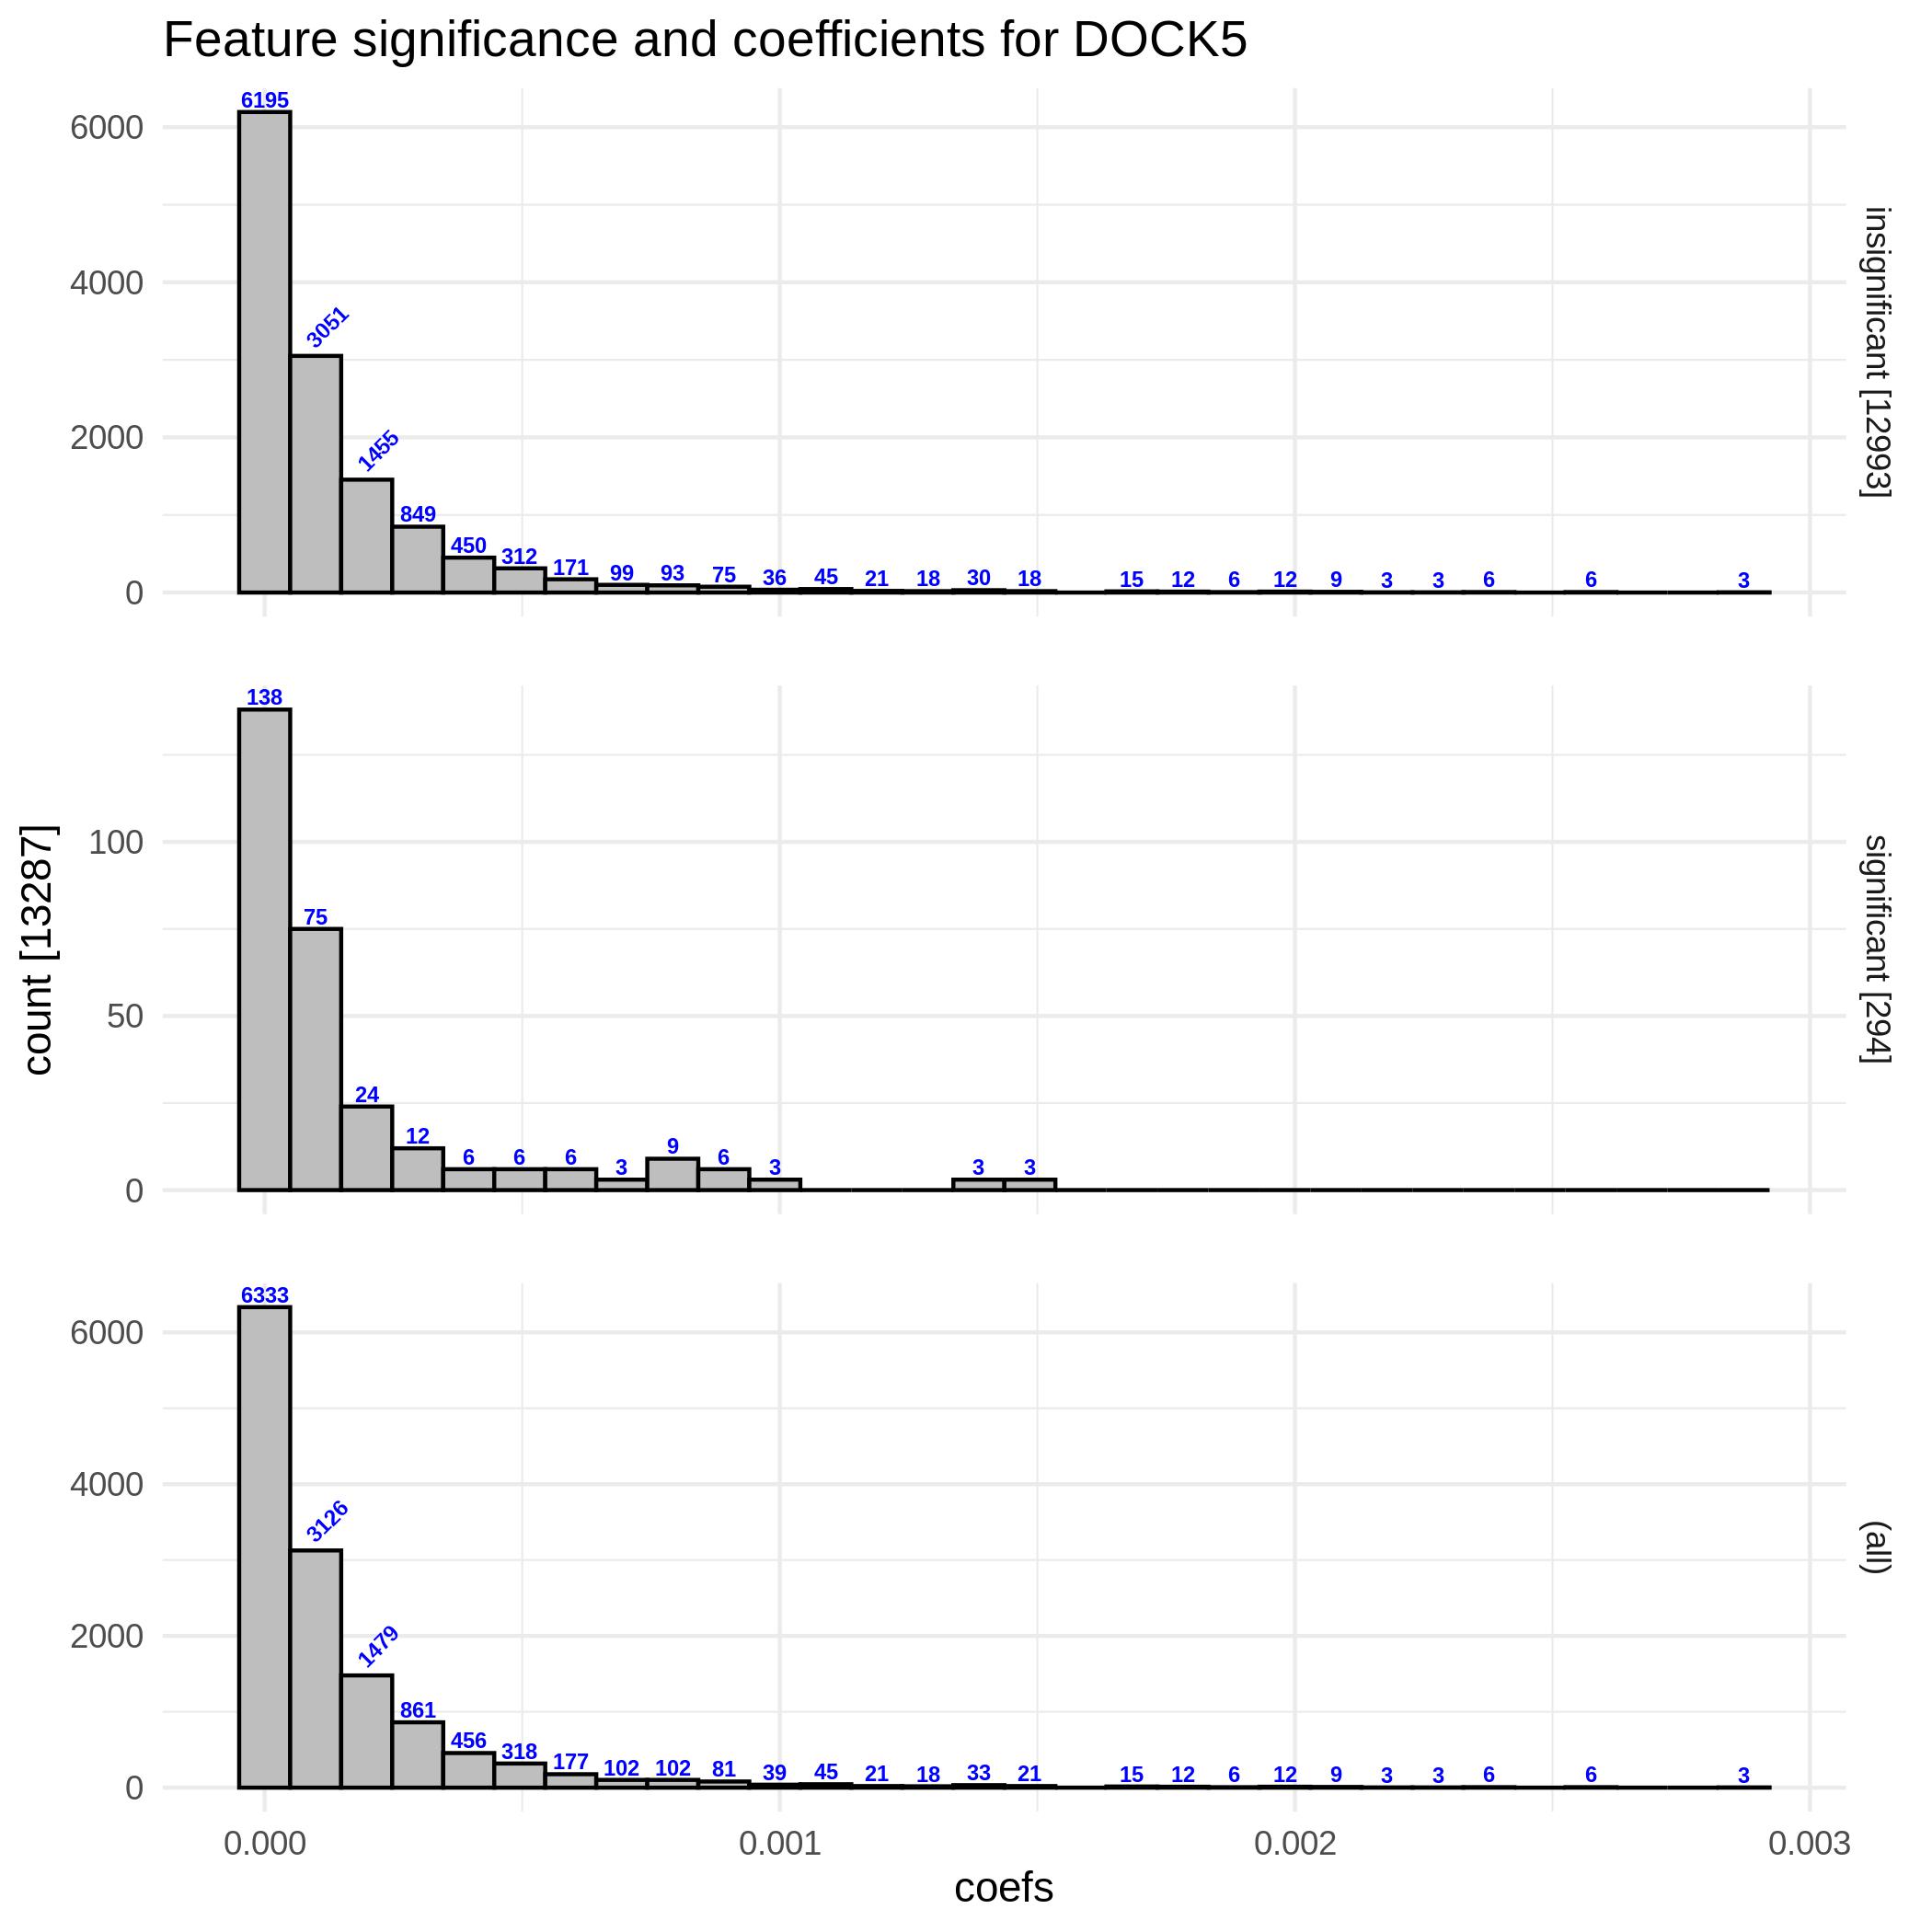 Feature significance and coefficients for DOCK5
6195
6000
4000
3051
2000
1455
849
450 312 171 99 93 75 36 45 21 18 30 18 15 12 6 12 9 3 3 6 6 3
0
insignificant [12993]
138
100
75
50
24
12
6 6 6 3 9 6 3 3 3
0
significant [294]
count [13287]
6333
6000
4000
3126
2000
1479
861
456 318 177 102 102 81 39 45 21 18 33 21 15 12 6 12 9 3 3 6 6 3
0
(all)
0.000 0.001 0.002 0.003
coefs